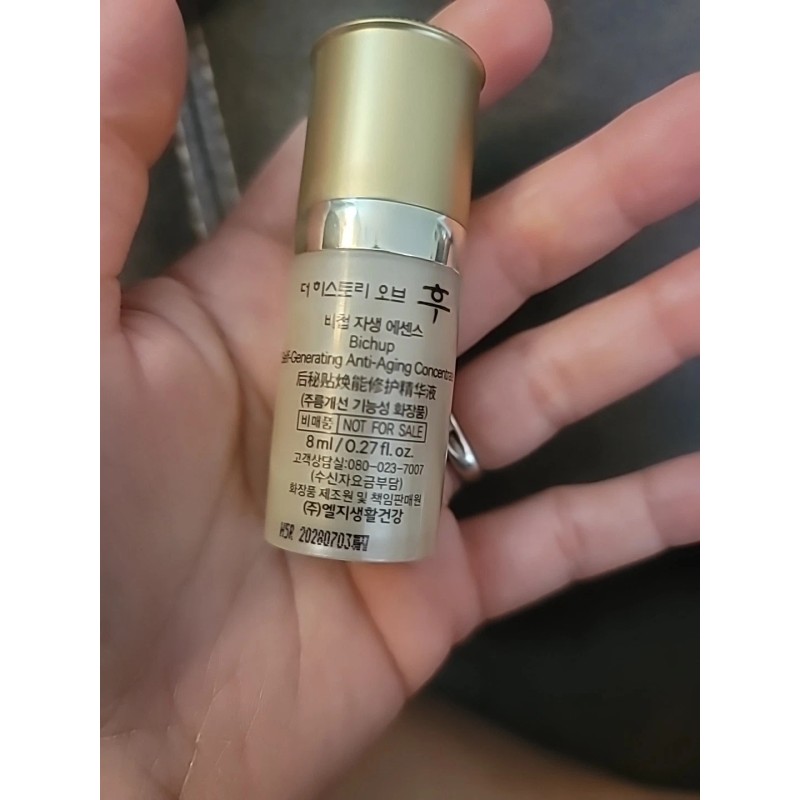 더 히스토리 오브 후
비첩 자생 에센스
Bichup
Self-Generating Anti-Aging Concentrate
后秘贴焕能修护精华液
(주름개선 기능성 화장품)
비매품 NOT FOR SALE
8 ml / 0.27 fl. oz.
고객상담실:080-023-7007
(수신자요금부담)
화장품 제조원 및 책임판매원
(주)엘지생활건강
H5R 20280703